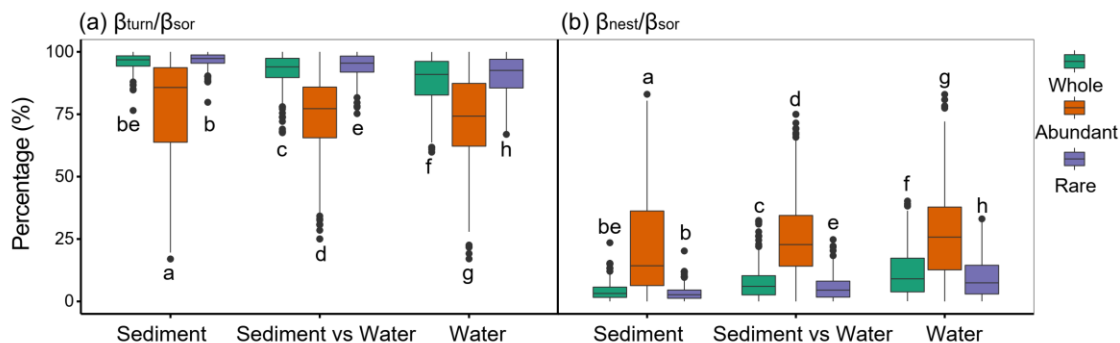 (a) βturn/βsor
(b) βnest/βsor
Percentage (%)
100
75
50
25
0
be
a
b
c
d
e
f
g
h
be
a
b
c
d
e
f
g
h
Sediment
Sediment vs Water
Water
Sediment
Sediment vs Water
Water
Whole
Abundant
Rare